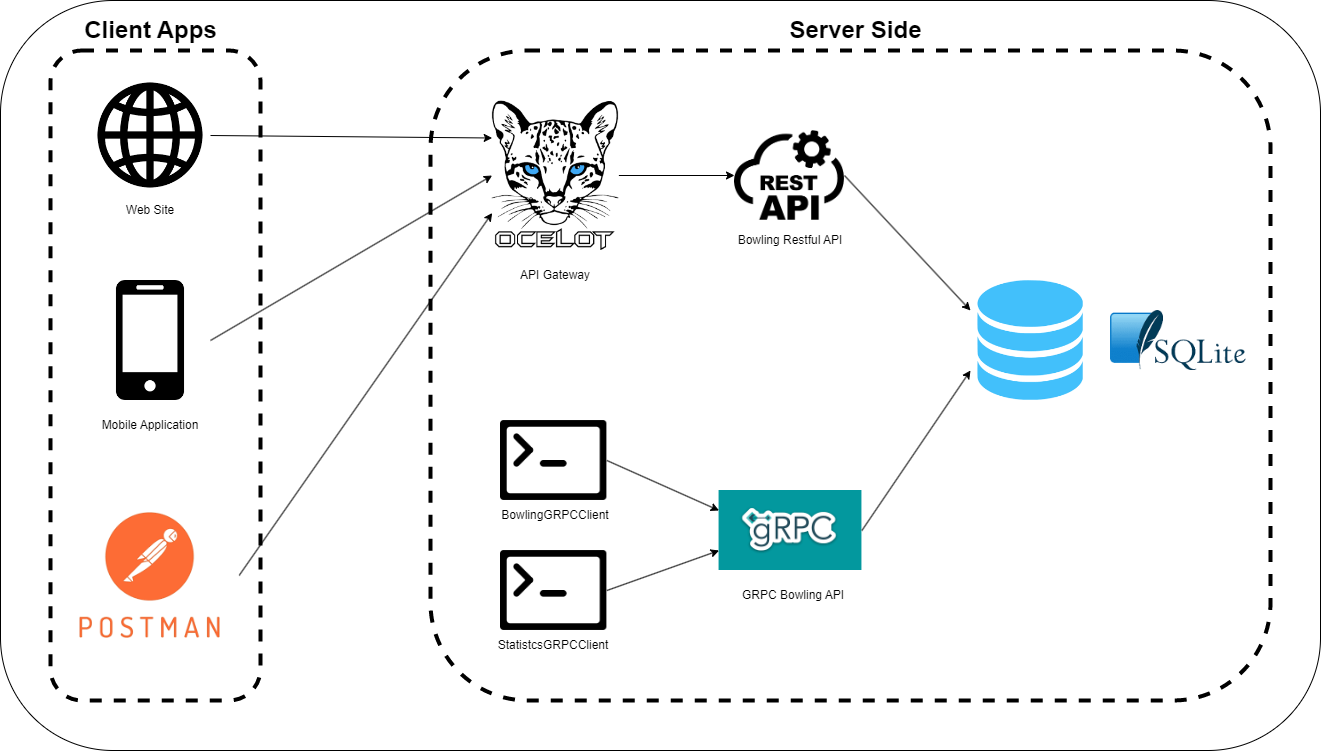 Client Apps
Server Side
Web Site
OCELOT
API Gateway
REST
API
Bowling Restful API
Mobile Application
SQLite
BowlingGRPCClient
gRPC
GRPC Bowling API
POSTMAN
StatistcsGRPCClient